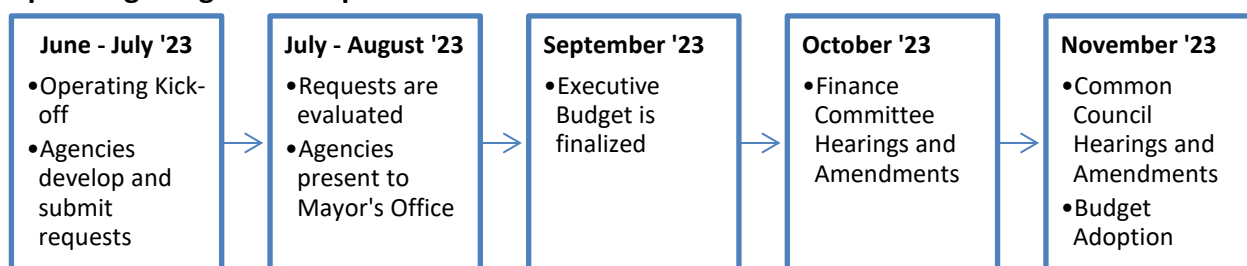 June - July '23
•Operating Kick-
off
•Agencies
develop and
submit
requests
July - August '23
•Requests are
evaluated
•Agencies
present to
Mayor's Office
September '23
•Executive
Budget is
finalized
October '23
•Finance
Committee
Hearings and
Amendments
November '23
•Common
Council
Hearings and
Amendments
•Budget
Adoption